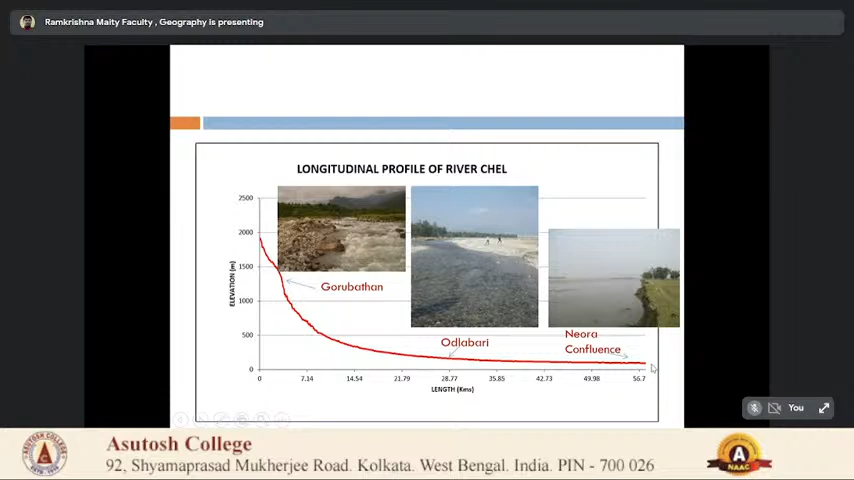 Ramkrishna Maity Faculty , Geography is presenting
LONGITUDINAL PROFILE OF RIVER CHEL
2500
2000
1500
1000
500
0
ELEVATION (m)
Gorubathan
Odlabari
Neora
Confluence
0 7.14 14.54 21.79 28.77 35.85 42.73 49.98 56.7
LENGTH (Kms)
You
Asutosh College
92, Shyamaprasad Mukherjee Road. Kolkata. West Bengal. India. PIN - 700 026
A
NAAC